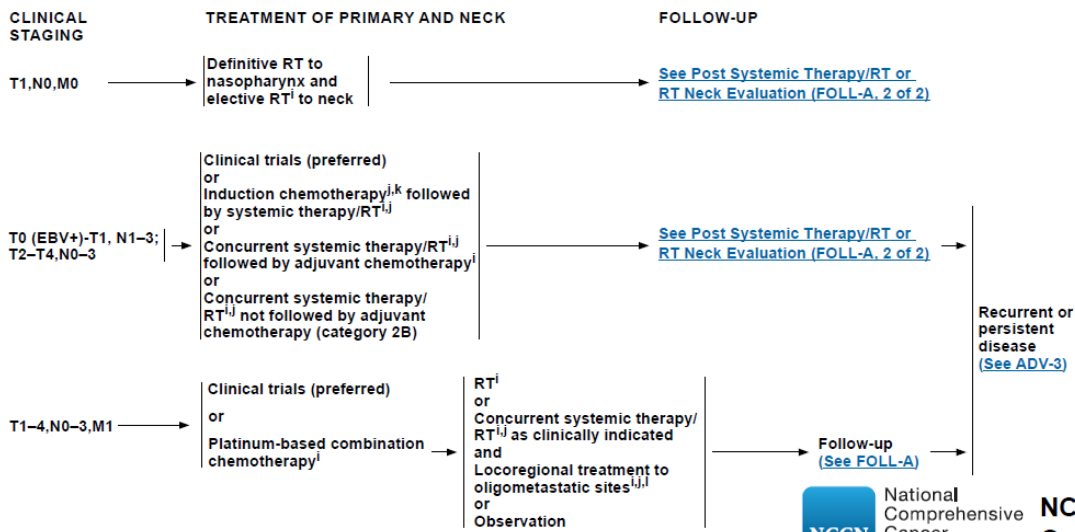 CLINICAL STAGING
TREATMENT OF PRIMARY AND NECK
FOLLOW-UP
T1,N0,M0
Definitive RT to
nasopharynx and
elective RTⁱ to neck
See Post Systemic Therapy/RT or
RT Neck Evaluation (FOLL-A, 2 of 2)
T0 (EBV+)-T1, N1–3;
T2–T4,N0–3
Clinical trials (preferred)
or
Induction chemotherapyʲ,ᵏ followed
by systemic therapy/RTⁱ,ʲ
or
Concurrent systemic therapy/RTⁱ,ʲ
followed by adjuvant chemotherapyⁱ
or
Concurrent systemic therapy/
RTⁱ,ʲ not followed by adjuvant
chemotherapy (category 2B)
See Post Systemic Therapy/RT or
RT Neck Evaluation (FOLL-A, 2 of 2)
Recurrent or
persistent
disease
(See ADV-3)
T1–4,N0–3,M1
Clinical trials (preferred)
or
Platinum-based combination
chemotherapyⁱ
RTⁱ
or
Concurrent systemic therapy/
RTⁱ,ʲ as clinically indicated
and
Locoregional treatment to
oligometastatic sitesⁱ,ʲ,ˡ
or
Observation
Follow-up
(See FOLL-A)
National
Comprehensive
Cancer
NCCN
NC